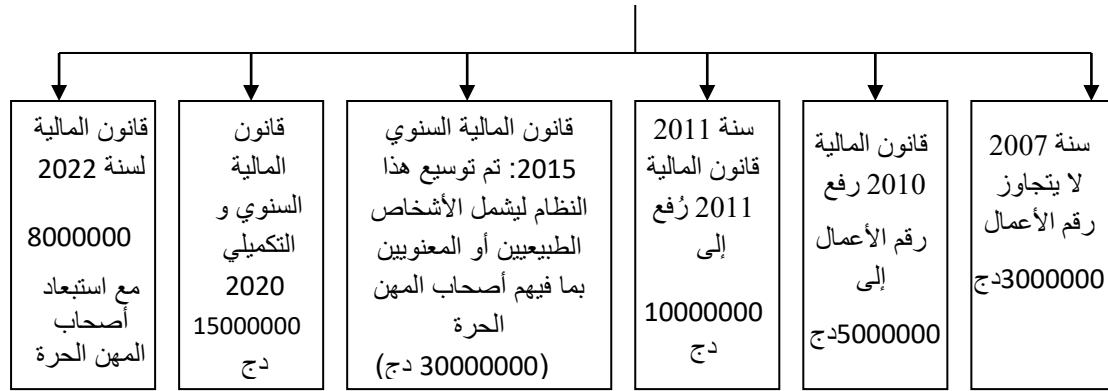 سنة 2007
لا يتجاوز
رقم الأعمال
3000000دج
قانون المالية
2010 رفع
رقم الأعمال
إلى
5000000دج
سنة 2011
قانون المالية
2011 رُفع
إلى
10000000
دج
قانون المالية السنوي
2015: تم توسيع هذا
النظام ليشمل الأشخاص
الطبيعيين أو المعنويين
بما فيهم أصحاب المهن
الحرة
(30000000 دج)
قانون
المالية
السنوي و
التكميلي
2020
15000000
دج
قانون المالية
لسنة 2022
8000000
مع استبعاد
أصحاب
المهن الحرة